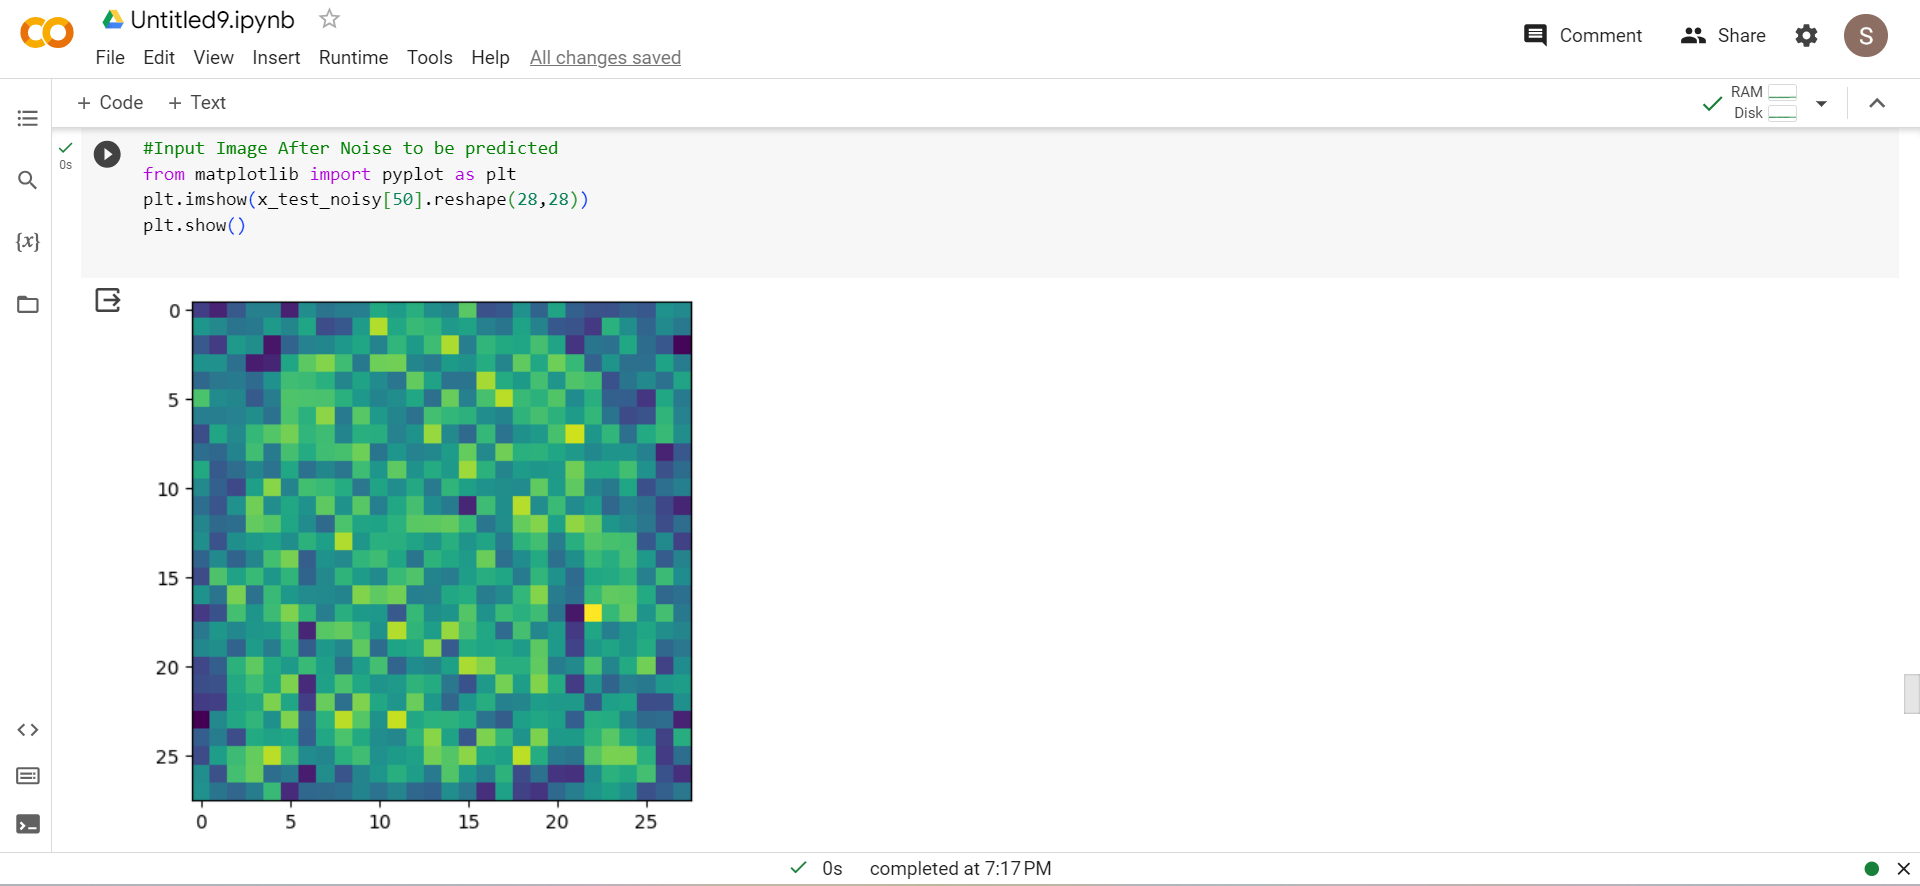 Untitled9.ipynb
Comment
Share
S
File Edit View Insert Runtime Tools Help All changes saved
+ Code + Text
RAM
Disk
0s
#Input Image After Noise to be predicted
from matplotlib import pyplot as plt
plt.imshow(x_test_noisy[50].reshape(28,28))
plt.show()
{x}
0
5
10
15
20
25
0 5 10 15 20 25
0s completed at 7:17 PM